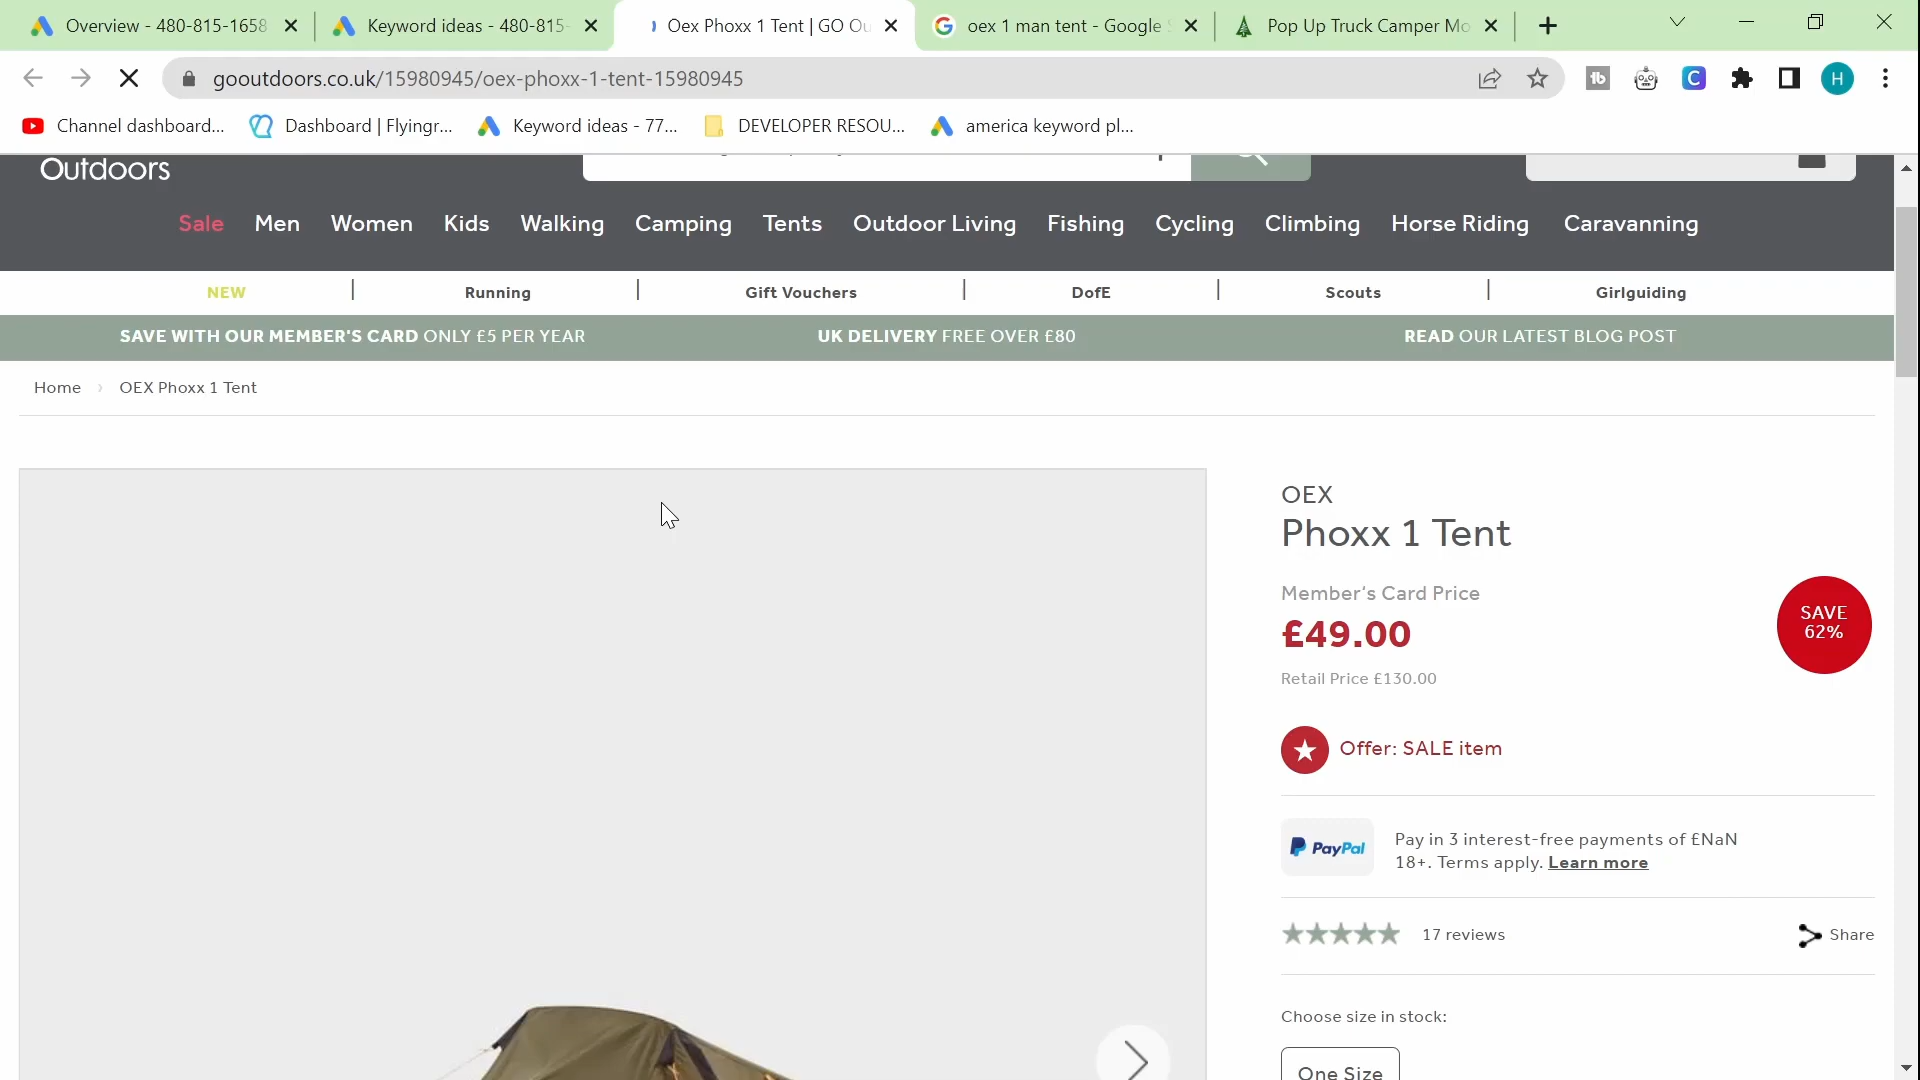 Overview - 480-815-1658
Keyword ideas - 480-815-
Oex Phoxx 1 Tent | GO Ou
oex 1 man tent - Google S
Pop Up Truck Camper Mo
gooutdoors.co.uk/15980945/oex-phoxx-1-tent-15980945
tb
C
H
Channel dashboard...
Dashboard | Flyingr...
Keyword ideas - 77...
DEVELOPER RESOU...
america keyword pl...
Outdoors
Sale Men Women Kids Walking Camping Tents Outdoor Living Fishing Cycling Climbing Horse Riding Caravanning
NEW Running Gift Vouchers DofE Scouts Girlguiding
SAVE WITH OUR MEMBER'S CARD ONLY £5 PER YEAR
UK DELIVERY FREE OVER £80
READ OUR LATEST BLOG POST
Home › OEX Phoxx 1 Tent
OEX
Phoxx 1 Tent
Member's Card Price
£49.00
SAVE
62%
Retail Price £130.00
Offer: SALE item
PayPal
Pay in 3 interest-free payments of £NaN
18+. Terms apply. Learn more
17 reviews
Share
Choose size in stock:
One Size